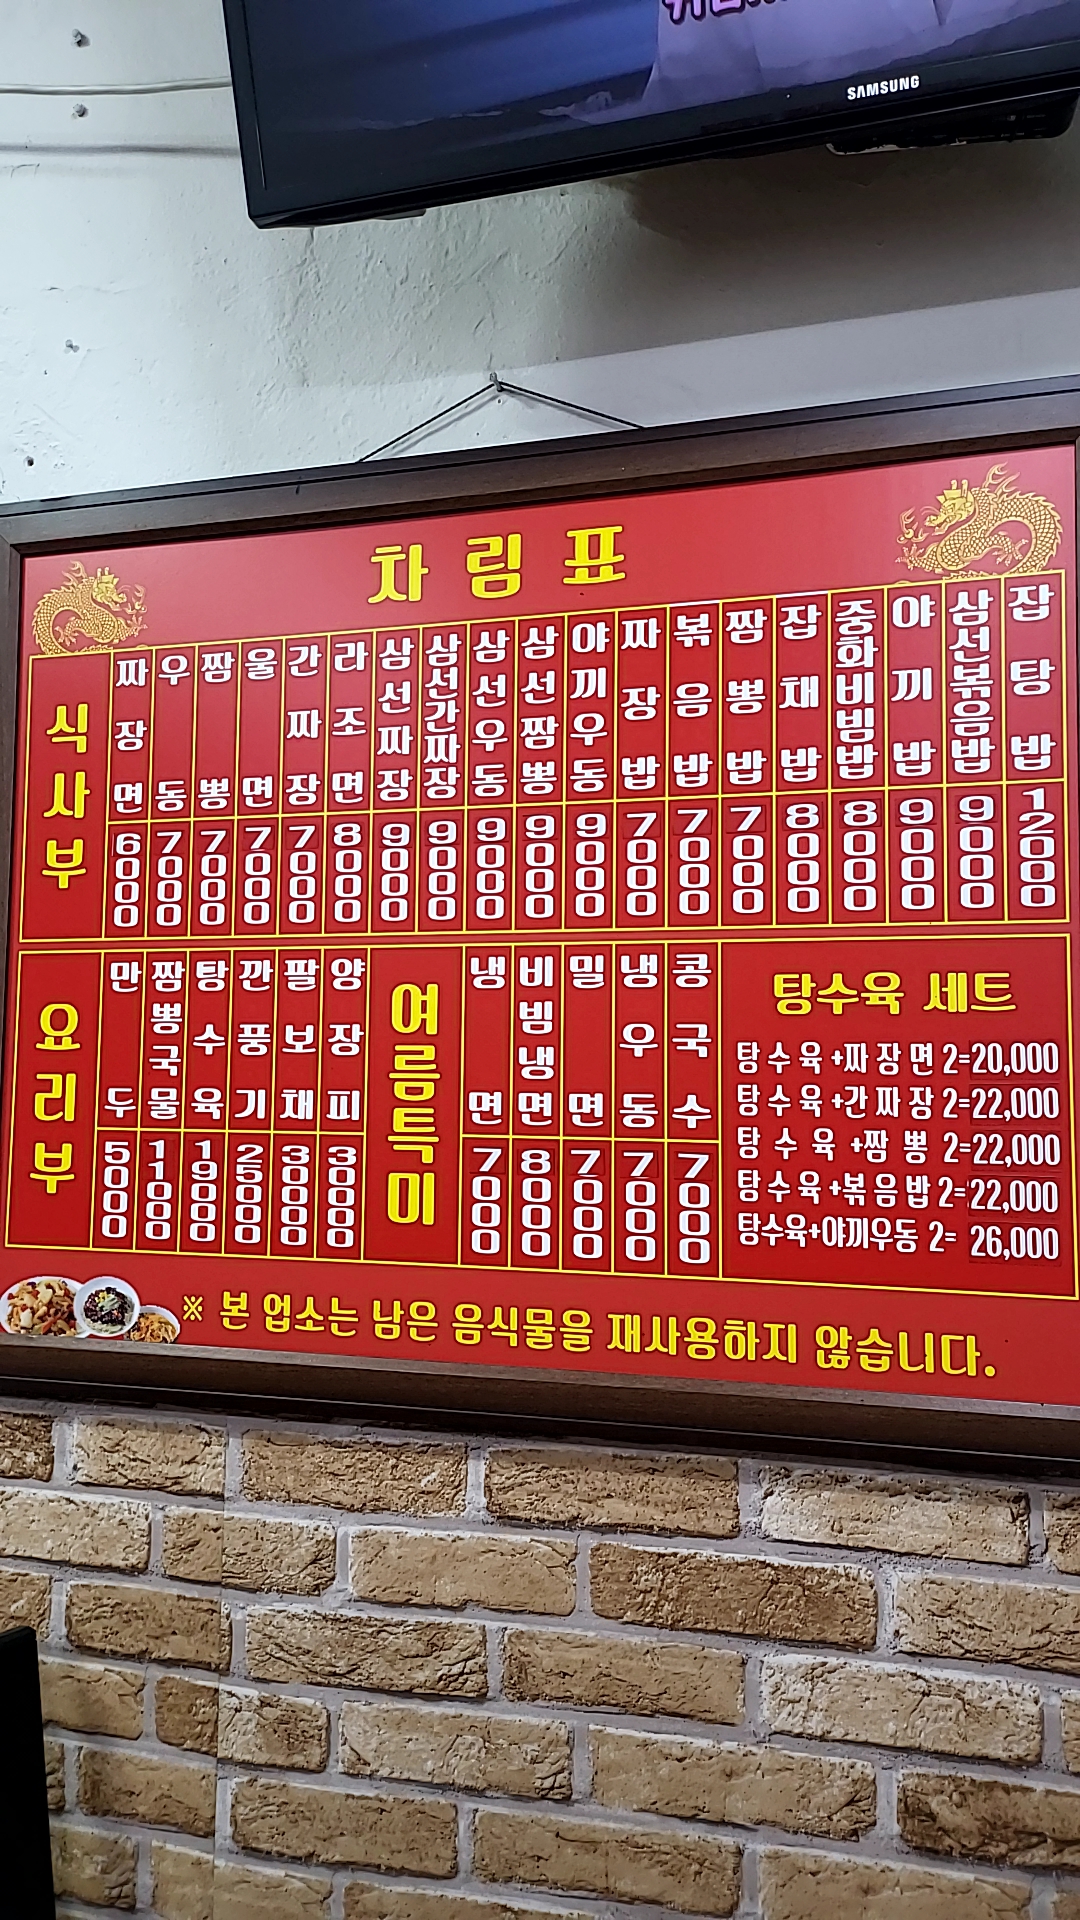 SAMSUNG
차림표
식사부
짜장면 6000
우동 7000
짬뽕 7000
울면 7000
간짜장 7000
라조면 8000
삼선짜장 9000
삼선간짜장 9000
삼선우동 9000
삼선짬뽕 9000
야끼우동 9000
짜장밥 7000
볶음밥 7000
짬뽕밥 7000
잡채밥 8000
중화비빔밥 8000
야끼밥 9000
삼선볶음밥 9000
잡탕밥 12000
요리부
만두 5000
짬뽕국물 11000
탕수육 19000
깐풍기 25000
팔보채 30000
양장피 30000
여름특미
냉면 7000
비빔냉면 8000
밀면 7000
냉우동 7000
콩국수 7000
탕수육 세트
탕수육+짜장면 2=20,000
탕수육+간짜장 2=22,000
탕수육+짬뽕 2=22,000
탕수육+볶음밥 2=22,000
탕수육+야끼우동 2= 26,000
※ 본 업소는 남은 음식물을 재사용하지 않습니다.